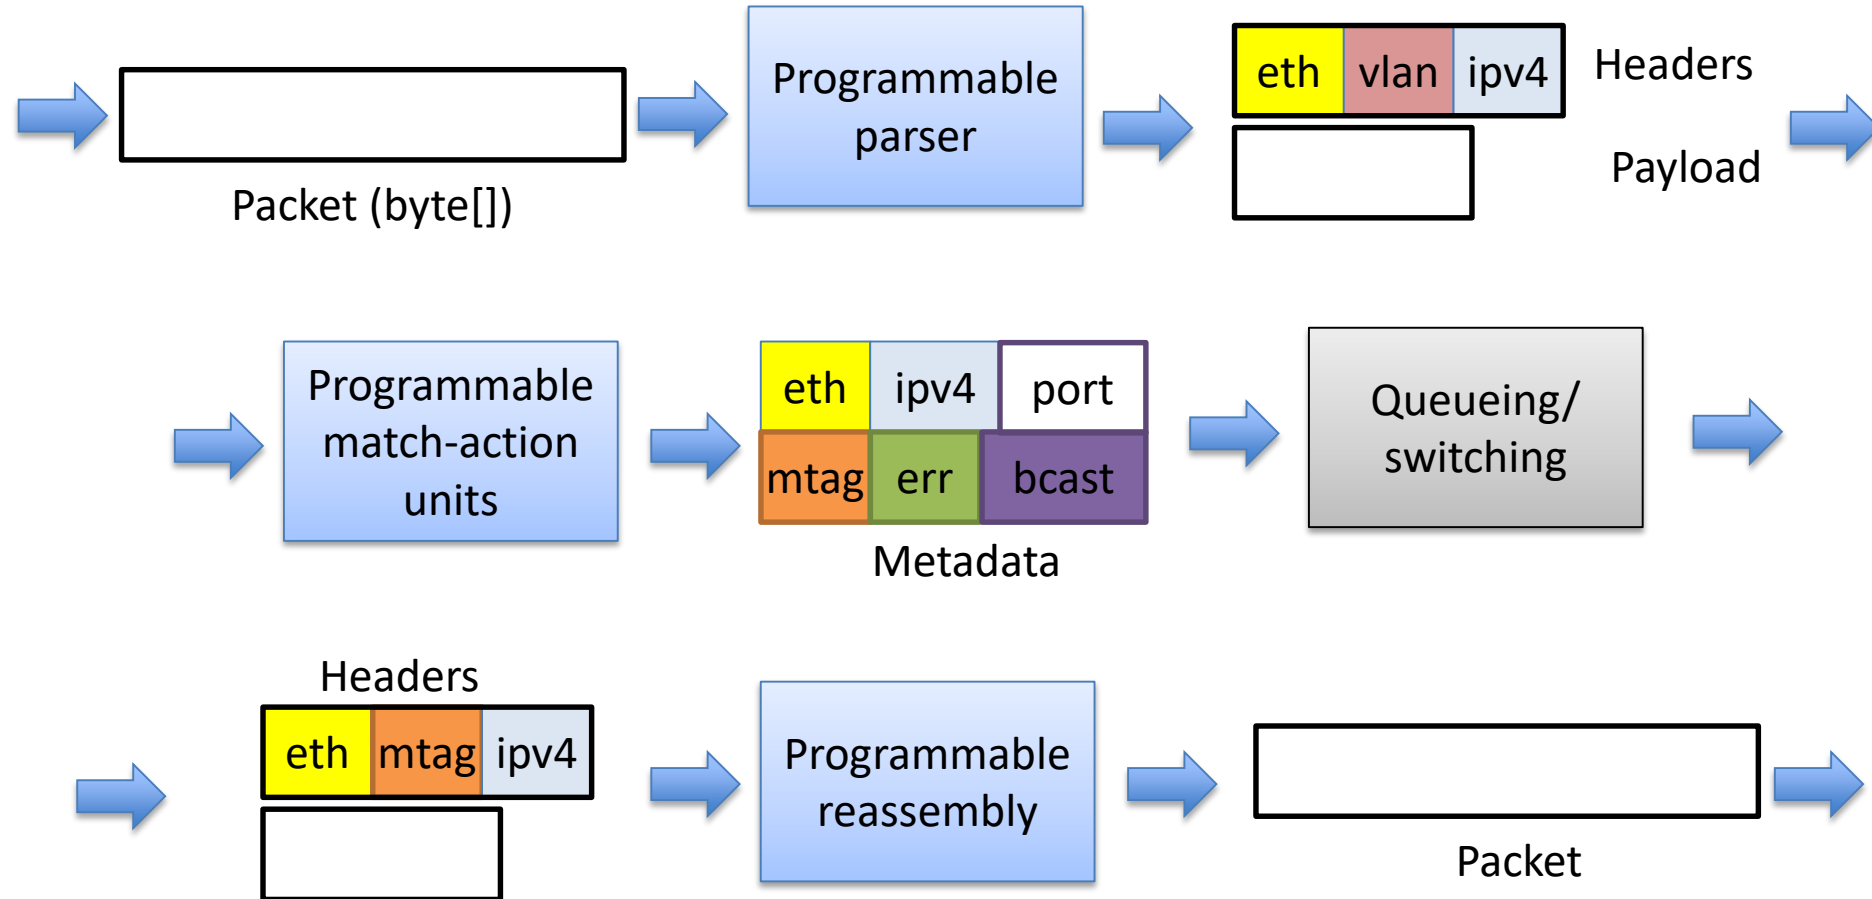 Packet (byte[])
Programmable
parser
eth vlan ipv4
Headers
Payload
Programmable
match-action
units
eth ipv4 port
mtag err bcast
Metadata
Queueing/
switching
Headers
eth mtag ipv4
Programmable
reassembly
Packet